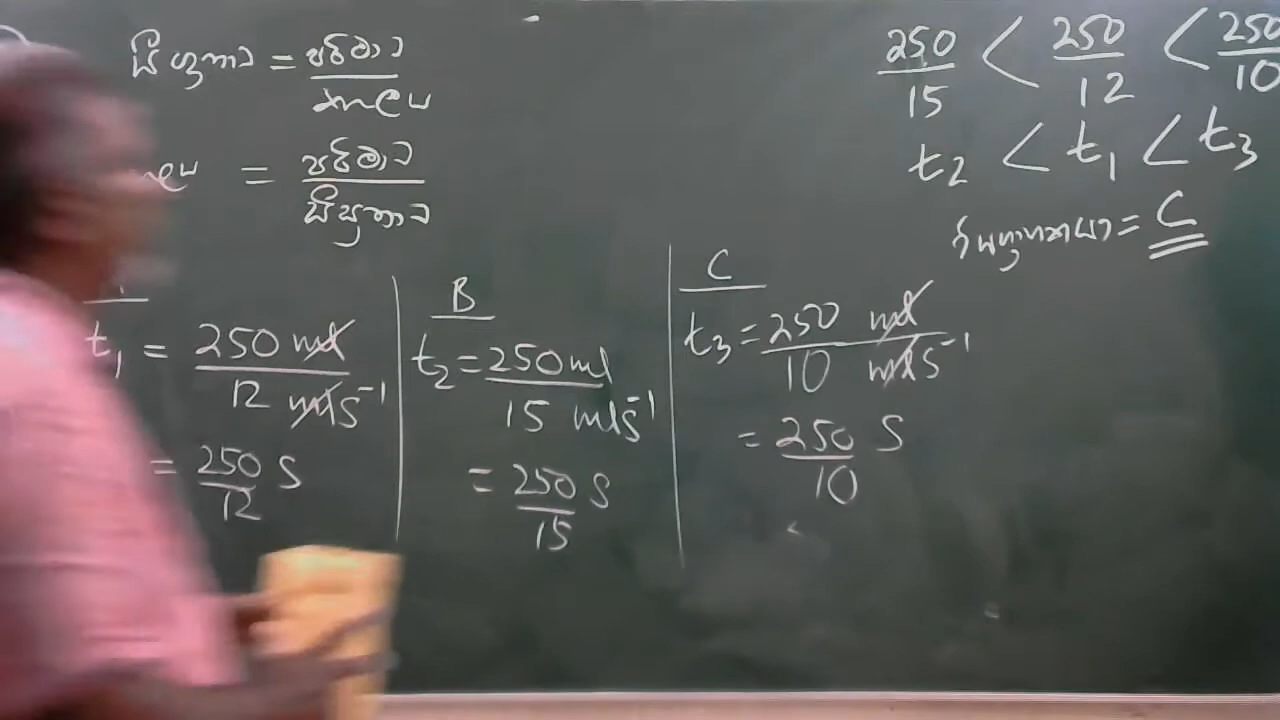 සීඝ්‍රතාව = පරිමාව / කාලය
= පරිමාව / සීඝ්‍රතාව
250/15 < 250/12 < 250/10
t₂ < t₁ < t₃
= C
t₁ = 250 ml / 12 mls⁻¹
= 250/12 s
B
t₂ = 250 ml / 15 mls⁻¹
= 250/15 s
C
t₃ = 250 ml / 10 mls⁻¹
= 250/10 s